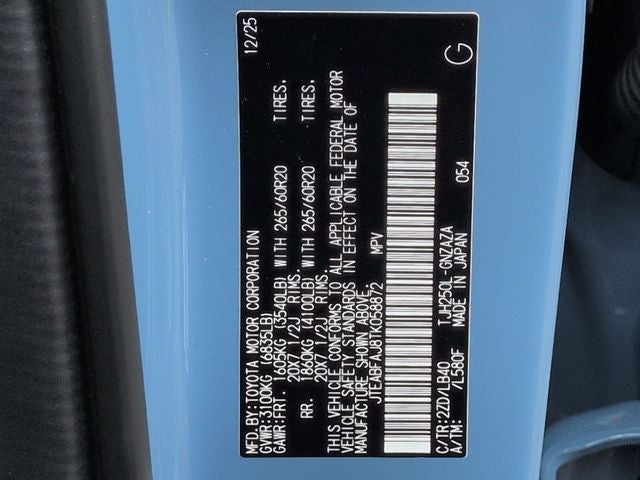 MFD.BY:TOYOTA MOTOR CORPORATION 12/25
GVWR:3100KG (6835LB)
GAWR:FRT. 1605KG (3540LB) WITH 265/60R20 TIRES.
20X7 1/2J RIMS.
RR. 1860KG (4100LB) WITH 265/60R20 TIRES.
20X7 1/2J RIMS.
THIS VEHICLE CONFORMS TO ALL APPLICABLE FEDERAL MOTOR
VEHICLE SAFETY STANDARDS IN EFFECT ON THE DATE OF
MANUFACTURE SHOWN ABOVE.
JTEABFAJ8TK058872 MPV
C/TR:2ZD/LB40 TJH250L-GNZAZA 054
A/TM: /L580F MADE IN JAPAN
G